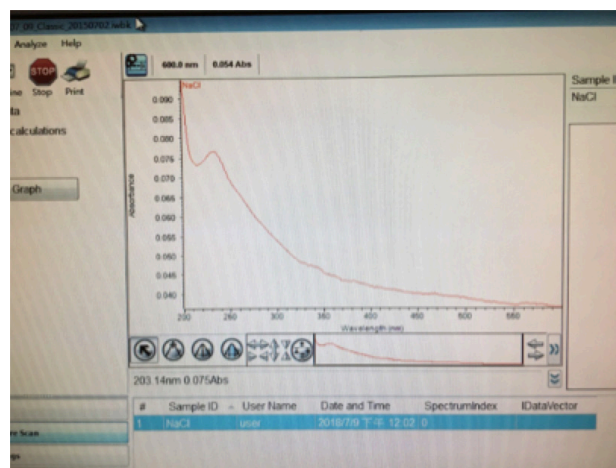 07_09_Classic_20150702.iwbk
Analyze Help
600.0 nm 0.054 Abs
Stop Print
Sample I
NaCl
calculations
Graph
NaCl
0.090
0.085
0.080
0.075
0.070
0.065
0.060
0.055
0.050
0.045
0.040
Absorbance
200 250 300 350 400 450 500 550
Wavelength (nm)
203.14nm 0.075Abs
# Sample ID User Name Date and Time SpectrumIndex IDataVector
1 NaCl user 2018/7/9 下午 12:02 0
Scan